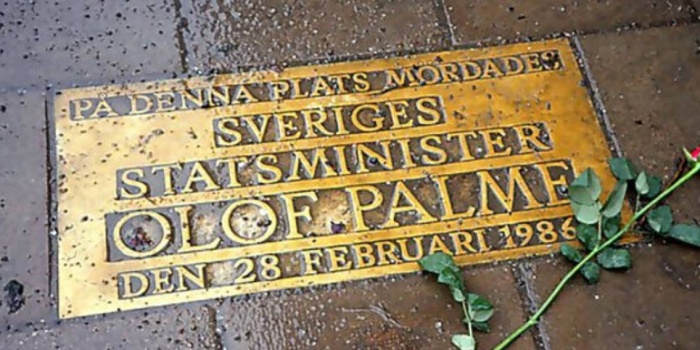 PÅ DENNA PLATS MÖRDADES
SVERIGES
STATSMINISTER
OLOF PALME
DEN 28 FEBRUARI 1986